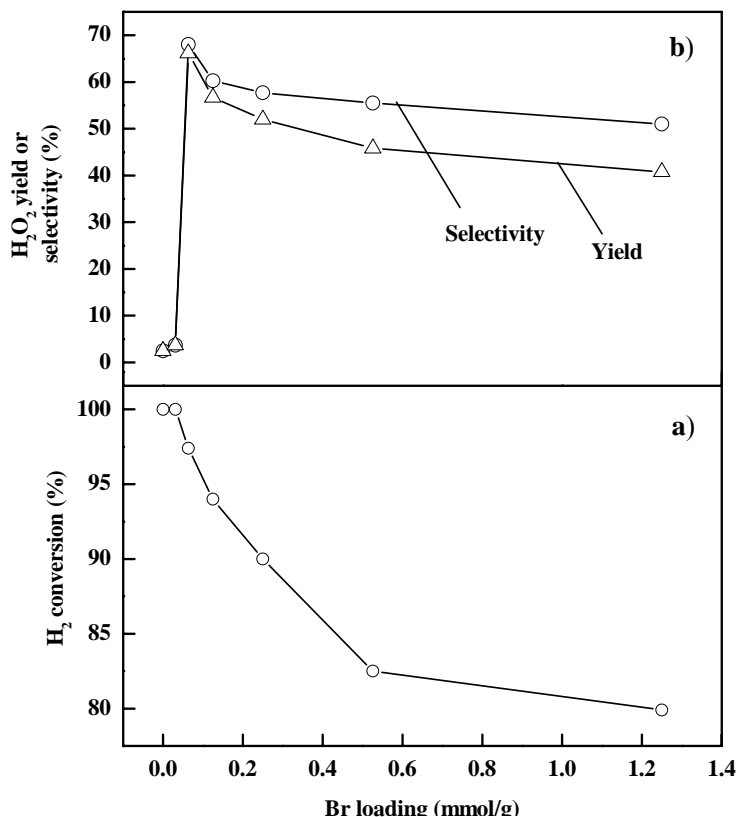 70
60
50
40
30
20
10
0
H2O2 yield or
selectivity (%)
b)
Selectivity
Yield
100
95
90
85
80
H2 conversion (%)
a)
0.0 0.2 0.4 0.6 0.8 1.0 1.2 1.4
Br loading (mmol/g)